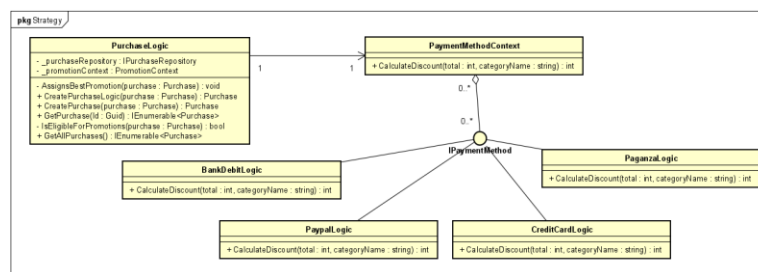 pkg Strategy
PurchaseLogic
- _purchaseRepository : IPurchaseRepository
- _promotionContext : PromotionContext
- AssignsBestPromotion(purchase : Purchase) : void
+ CreatePurchaseLogic(purchase : Purchase) : Purchase
+ CreatePurchase(purchase : Purchase) : Purchase
+ GetPurchase(Id : Guid) : IEnumerable<Purchase>
- IsEligibleForPromotions(purchase : Purchase) : bool
+ GetAllPurchases() : IEnumerable<Purchase>
1
1
PaymentMethodContext
+ CalculateDiscount(total : int, categoryName : string) : int
0..*
0..*
IPaymentMethod
BankDebitLogic
+ CalculateDiscount(total : int, categoryName : string) : int
PaganzaLogic
+ CalculateDiscount(total : int, categoryName : string) : int
PaypalLogic
+ CalculateDiscount(total : int, categoryName : string) : int
CreditCardLogic
+ CalculateDiscount(total : int, categoryName : string) : int